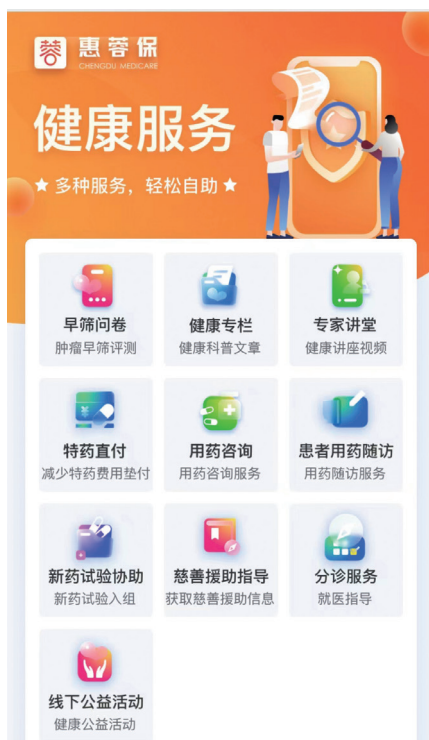 蓉 惠蓉保
CHENGDU MEDICARE
健康服务
★ 多种服务，轻松自助 ★
早筛问卷 健康专栏 专家讲堂
肿瘤早筛评测 健康科普文章 健康讲座视频
特药直付 用药咨询 患者用药随访
减少特药费用垫付 用药咨询服务 用药随访服务
新药试验协助 慈善援助指导 分诊服务
新药试验入组 获取慈善援助信息 就医指导
线下公益活动
健康公益活动